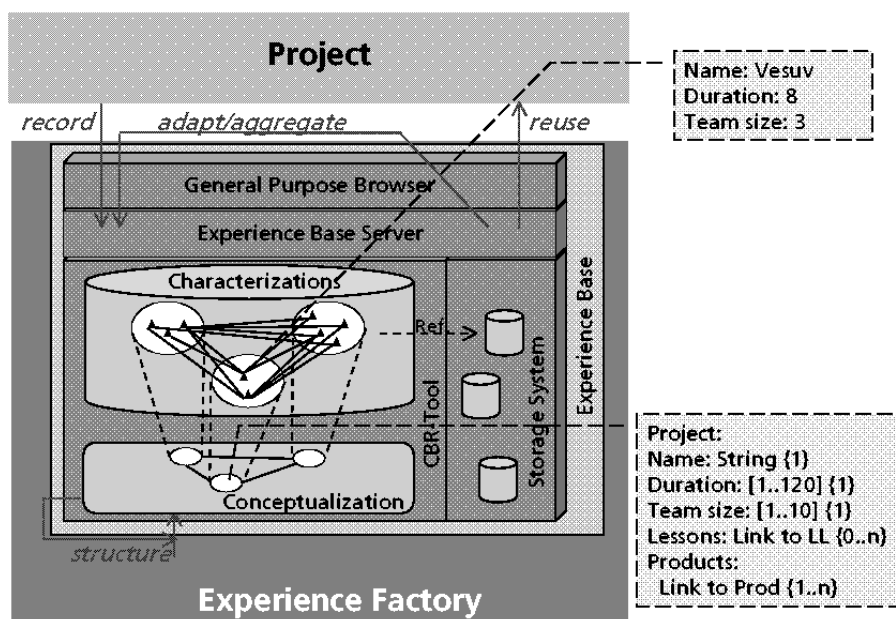 Project
Name: Vesuv
Duration: 8
Team size: 3
record
adapt/aggregate
reuse
General Purpose Browser
Experience Base Server
Characterizations
Ref.
CBR-Tool
Storage System
Experience Base
Conceptualization
structure
Project:
Name: String {1}
Duration: [1..120] {1}
Team size: [1..10] {1}
Lessons: Link to LL {0..n}
Products:
Link to Prod {1..n}
Experience Factory